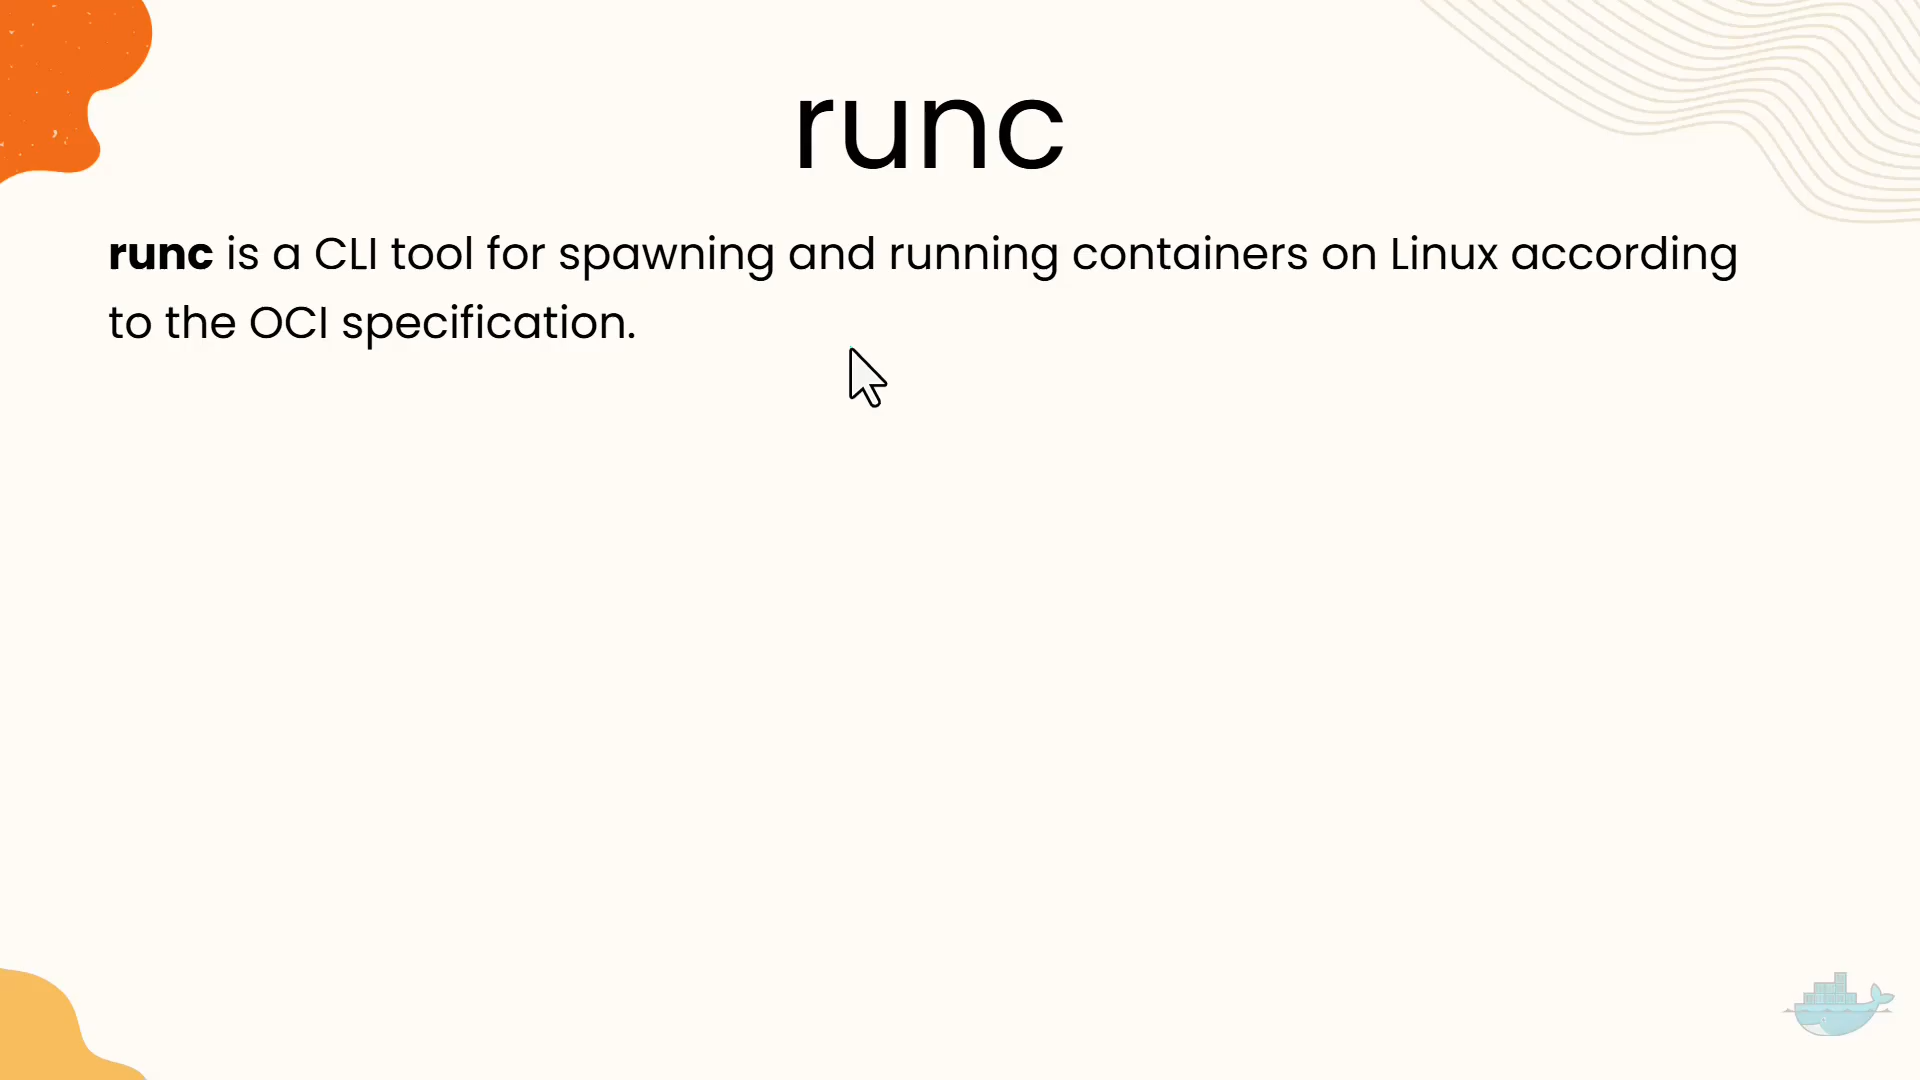 runc
runc is a CLI tool for spawning and running containers on Linux according
to the OCI specification.